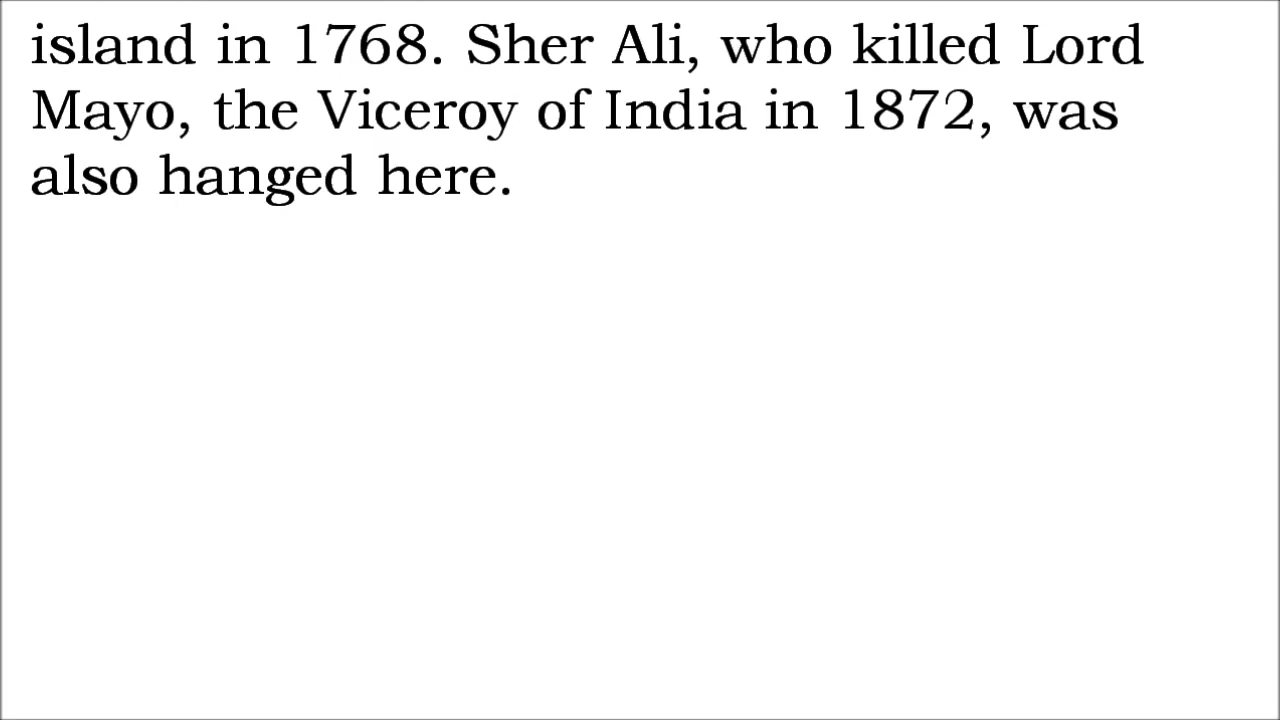 island in 1768. Sher Ali, who killed Lord
Mayo, the Viceroy of India in 1872, was
also hanged here.